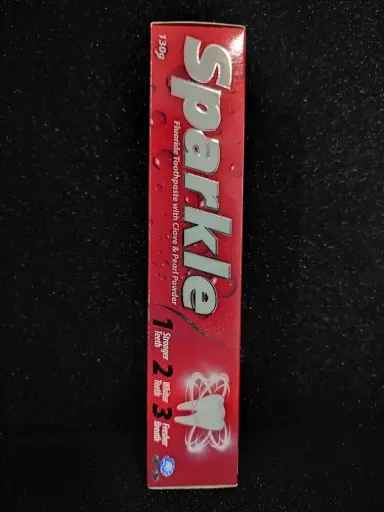 Sparkle
130g
Fluoride Toothpaste with Clove & Pearl Powder
1 Stronger Teeth
2 Whiter Teeth
3 Fresher Breath